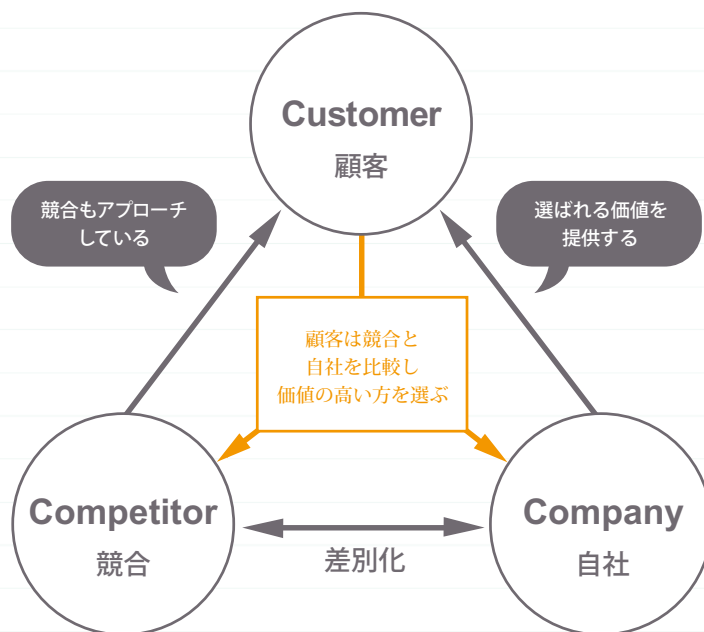 Customer
顧客
競合もアプローチ
している
選ばれる価値を
提供する
顧客は競合と
自社を比較し
価値の高い方を選ぶ
Competitor
競合
差別化
Company
自社